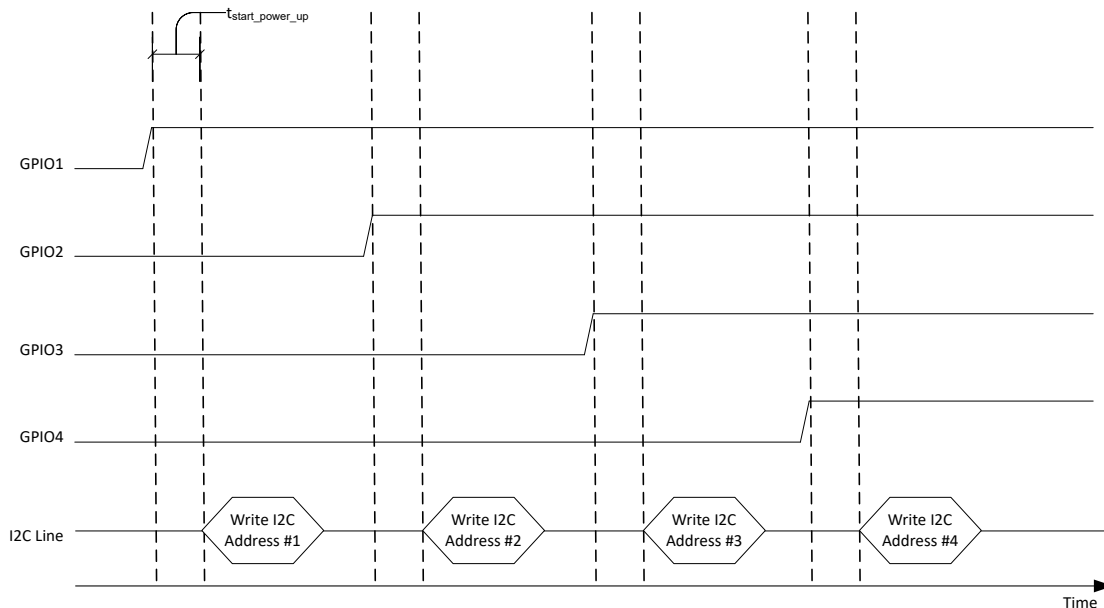 tstart_power_up
GPIO1
GPIO2
GPIO3
GPIO4
I2C Line
Write I2C
Address #1
Write I2C
Address #2
Write I2C
Address #3
Write I2C
Address #4
Time